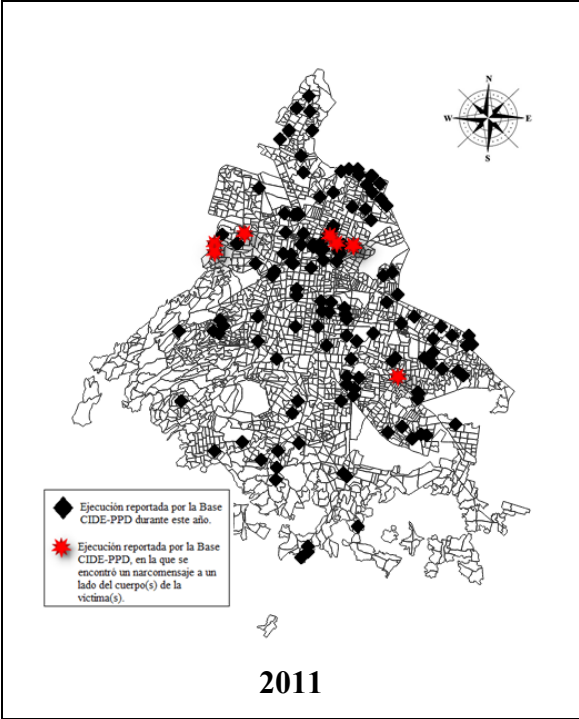 N
W E
S
Ejecución reportada por la Base
CIDE-PPD durante este año.
Ejecución reportada por la Base
CIDE-PPD, en la que se
encontró un narcomensaje a un
lado del cuerpo(s) de la
víctima(s).
2011